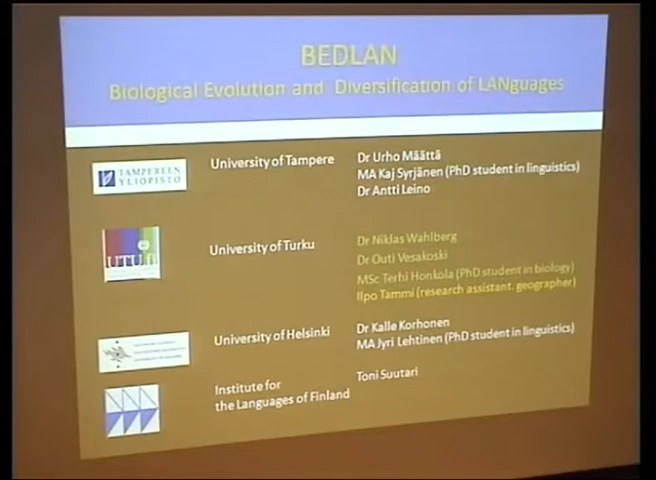 BEDLAN
Biological Evolution and Diversification of LANguages
TAMPEREEN
YLIOPISTO
University of Tampere
Dr Urho Määttä
MA Kaj Syrjänen (PhD student in linguistics)
Dr Antti Leino
UTU.fi
University of Turku
Dr Niklas Wahlberg
Dr Outi Vesakoski
MSc Terhi Honkola (PhD student in biology)
Ilpo Tammi (research assistant. geographer)
University of Helsinki
Dr Kalle Korhonen
MA Jyri Lehtinen (PhD student in linguistics)
Institute for
the Languages of Finland
Toni Suutari